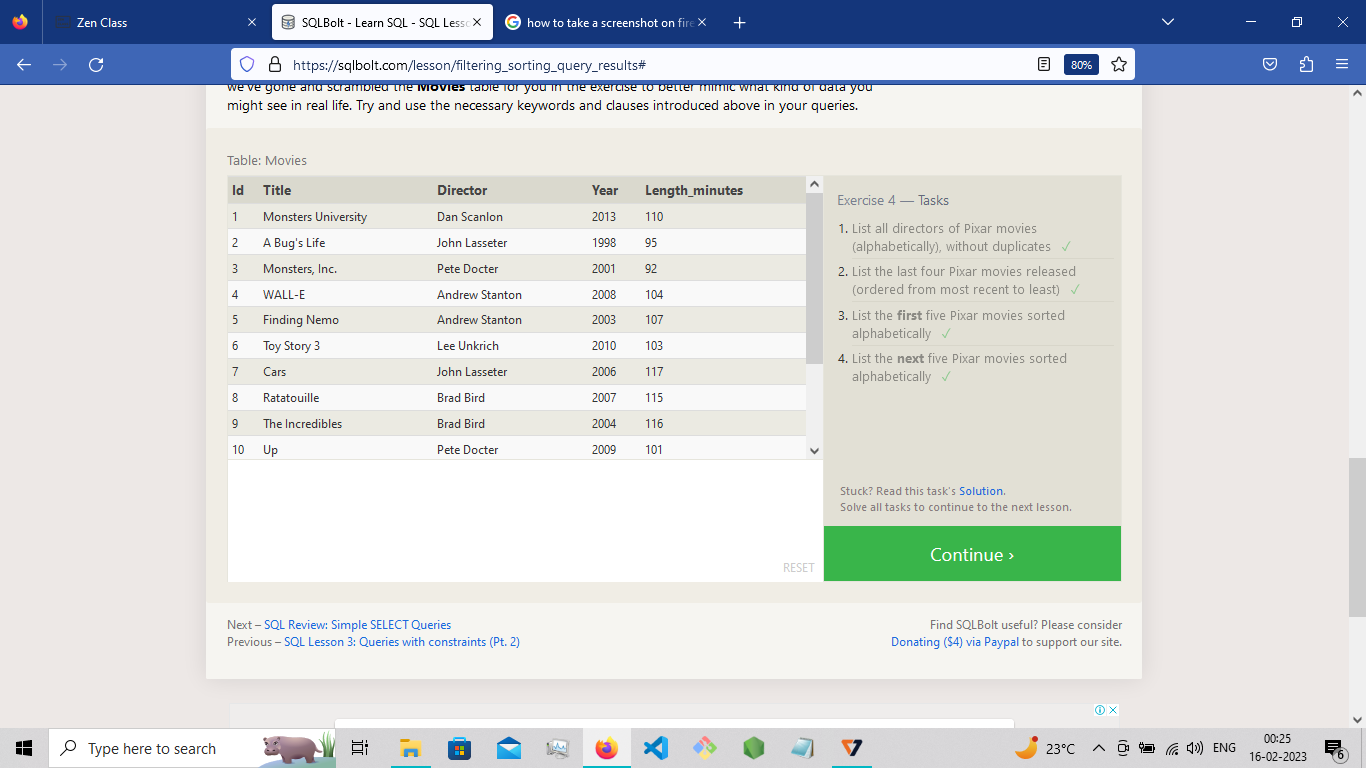 Zen Class
SQLBolt - Learn SQL - SQL Less
how to take a screenshot on fire
https://sqlbolt.com/lesson/filtering_sorting_query_results#
80%
we've gone and scrambled the Movies table for you in the exercise to better mimic what kind of data you
might see in real life. Try and use the necessary keywords and clauses introduced above in your queries.
Table: Movies
Id Title Director Year Length_minutes
1 Monsters University Dan Scanlon 2013 110
2 A Bug's Life John Lasseter 1998 95
3 Monsters, Inc. Pete Docter 2001 92
4 WALL-E Andrew Stanton 2008 104
5 Finding Nemo Andrew Stanton 2003 107
6 Toy Story 3 Lee Unkrich 2010 103
7 Cars John Lasseter 2006 117
8 Ratatouille Brad Bird 2007 115
9 The Incredibles Brad Bird 2004 116
10 Up Pete Docter 2009 101
RESET
Exercise 4 — Tasks
1. List all directors of Pixar movies
(alphabetically), without duplicates ✓
2. List the last four Pixar movies released
(ordered from most recent to least) ✓
3. List the first five Pixar movies sorted
alphabetically ✓
4. List the next five Pixar movies sorted
alphabetically ✓
Stuck? Read this task's Solution.
Solve all tasks to continue to the next lesson.
Continue ›
Next – SQL Review: Simple SELECT Queries
Previous – SQL Lesson 3: Queries with constraints (Pt. 2)
Find SQLBolt useful? Please consider
Donating ($4) via Paypal to support our site.
Type here to search
23°C
ENG
00:25
16-02-2023
6